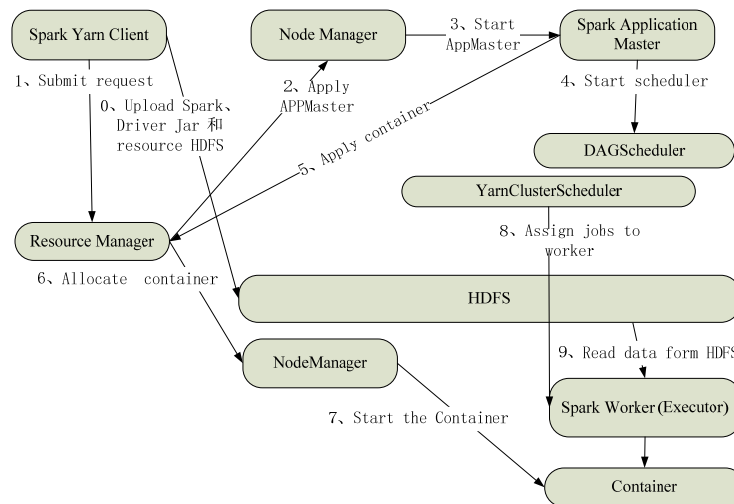 Spark Yarn Client
Node Manager
3、Start
AppMaster
Spark Application
Master
1、Submit request
0、Upload Spark、
Driver Jar 和
resource HDFS
2、Apply
APPMaster
4、Start scheduler
5、Apply container
DAGScheduler
YarnClusterScheduler
Resource Manager
8、Assign jobs to
worker
6、Allocate container
HDFS
NodeManager
9、Read data form HDFS
7、Start the Container
Spark Worker(Executor)
Container